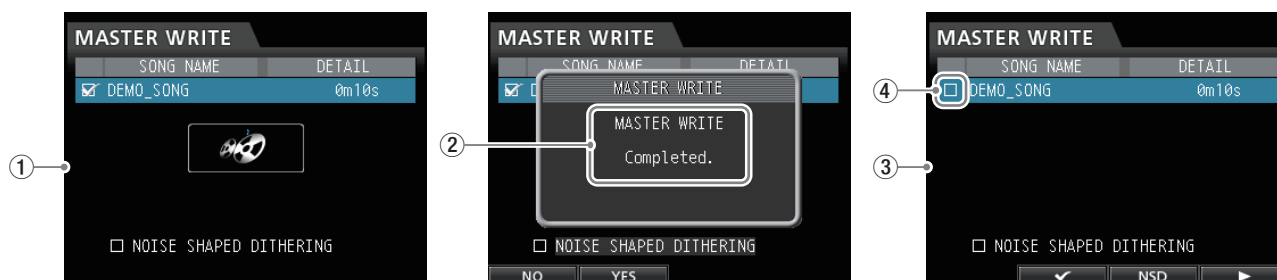 ①
MASTER WRITE
SONG NAME DETAIL
DEMO_SONG 0m10s
NOISE SHAPED DITHERING
②
MASTER WRITE
SONG NAME DETAIL
D
MASTER WRITE
MASTER WRITE
Completed.
NOISE SHAPED DITHERING
NO YES
③
④
MASTER WRITE
SONG NAME DETAIL
DEMO_SONG 0m10s
NOISE SHAPED DITHERING
NSD